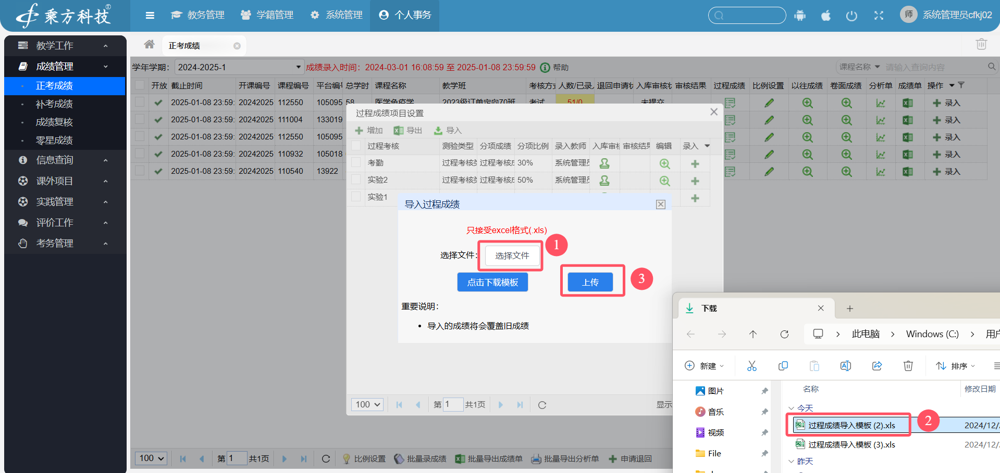 乘方科技
教务管理
学籍管理
系统管理
个人事务
师
系统管理员cfkj02
教学工作
成绩管理
正考成绩
补考成绩
成绩复核
零星成绩
信息查询
课外项目
实践管理
评价工作
考务管理
正考成绩
学年学期: 2024-2025-1 成绩录入时间: 2024-03-01 16:08:59 至 2025-01-08 23:59:59 帮助 课程名称 请输入查询内容
开放 截止时间 开课编号 课程编号 平台编号 总学时 课程名称 教学班 考核方式 人数/已录人 退回申请状 入库审核状 审核结果 过程成绩 比例设置 以往成绩 卷面成绩 分析单 成绩单 操作
2025-01-08 23:59: 20242025 112550 105095 58 医学免疫学 2023级订单定向70班 考试 51/0 未提交 录入
2025-01-08 23:59: 20242025 111004 133019 录入
2025-01-08 23:59: 20242025 112550 105095 录入
2025-01-08 23:59: 20242025 110932 105018 录入
2025-01-08 23:59: 20242025 110540 13922 录入
过程成绩项目设置
增加 导出 导入
过程考核 测验类型 分项成绩 分项比例 录入教师 入库审核 审核结果 编辑 录入
考勤 过程考核类 过程考核成 30% 系统管理员
实验2 过程考核类 过程考核成 50% 系统管理员
实验1
导入过程成绩
只接受excel格式(.xls)
选择文件: 选择文件
1
点击下载模板 上传
3
重要说明:
• 导入的成绩将会覆盖旧成绩
100 第 1 共1页 显示
100 第 1 共1页 比例设置 批量录成绩 批量导出成绩单 批量导出分析单 申请退回
下载
此电脑 > Windows (C:) > 用户
新建 排序
图片
音乐
视频
File
名称 修改日期
今天
过程成绩导入模板 (2).xls 2024/12/
2
过程成绩导入模板 (3).xls 2024/12/
昨天